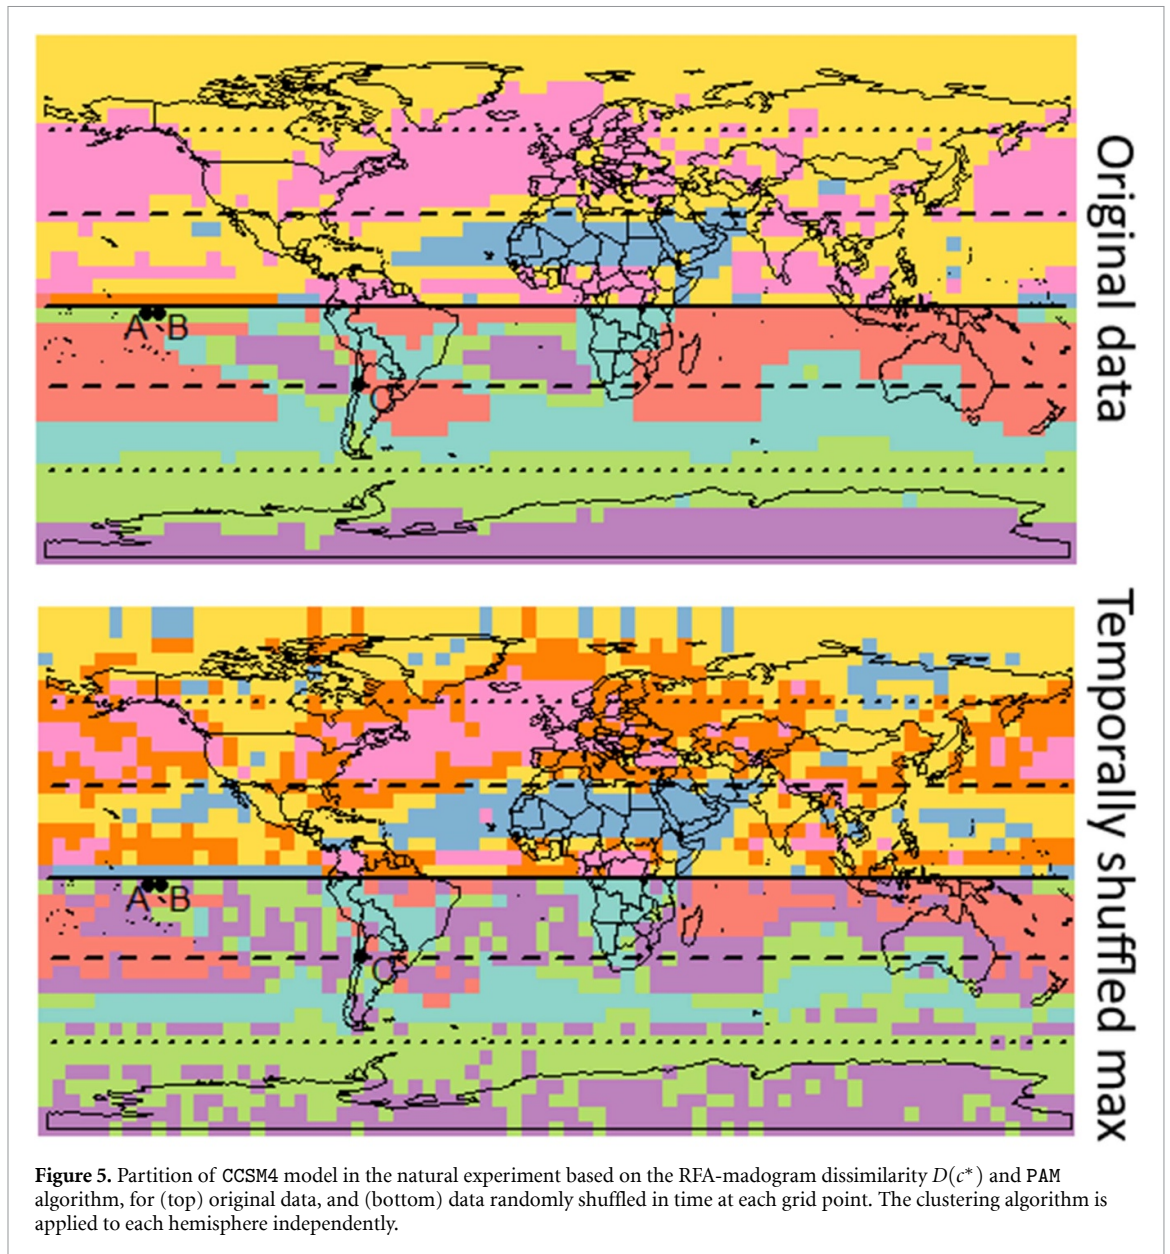 Original data
A B
C
Temporally shuffled max
A B
C
Figure 5. Partition of CCSM4 model in the natural experiment based on the RFA-madogram dissimilarity D(c*) and PAM
algorithm, for (top) original data, and (bottom) data randomly shuffled in time at each grid point. The clustering algorithm is
applied to each hemisphere independently.